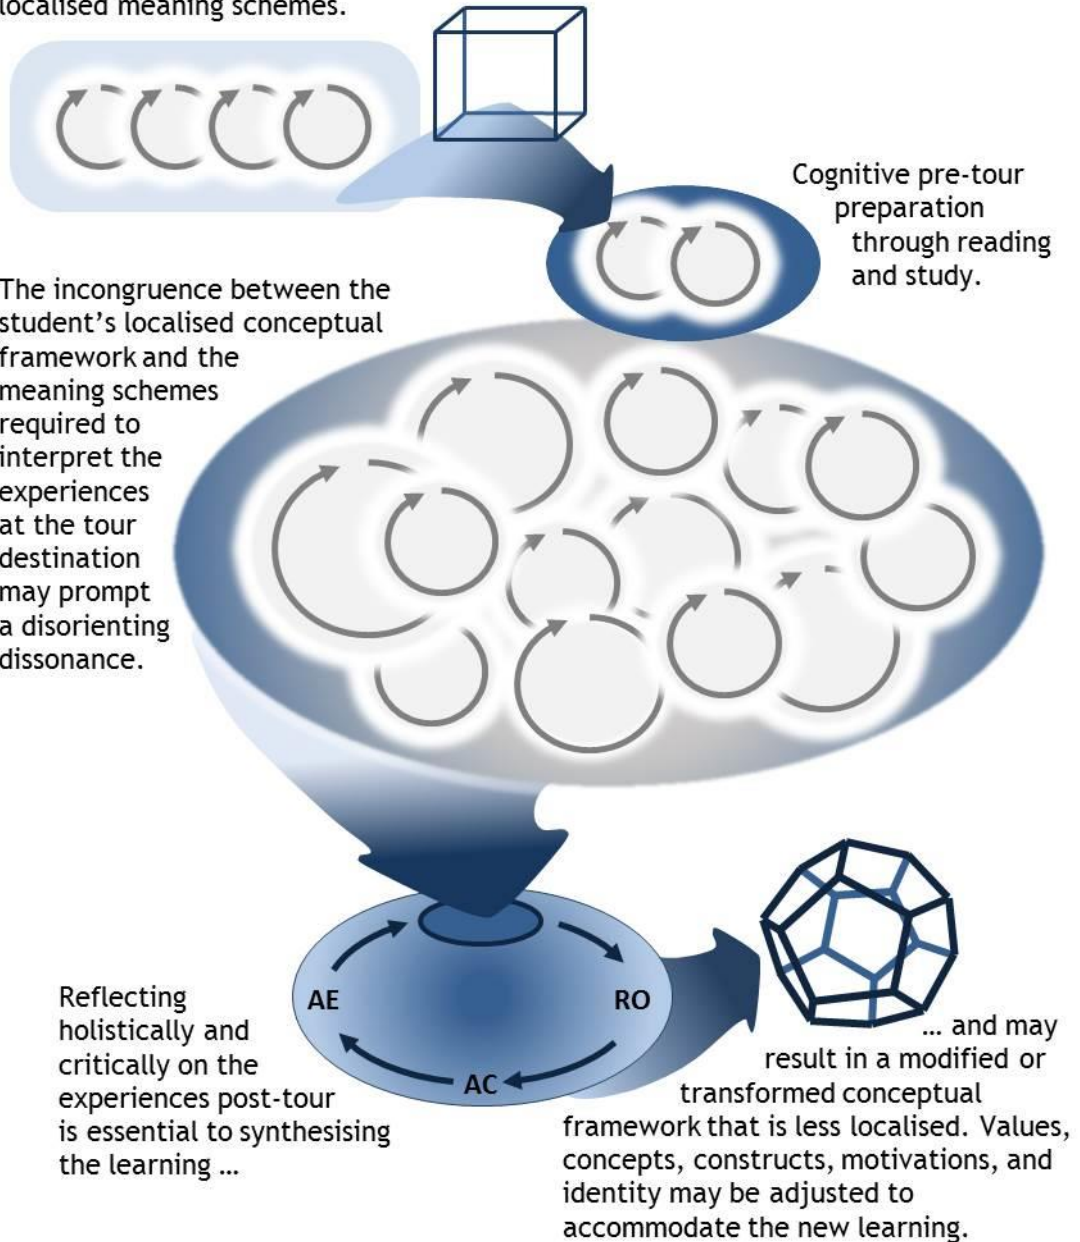 localised meaning schemes.
Cognitive pre-tour
preparation
through reading
and study.
The incongruence between the
student’s localised conceptual
framework and the
meaning schemes
required to
interpret the
experiences
at the tour
destination
may prompt
a disorienting
dissonance.
AE
RO
AC
Reflecting
holistically and
critically on the
experiences post-tour
is essential to synthesising
the learning …
… and may
result in a modified or
transformed conceptual
framework that is less localised. Values,
concepts, constructs, motivations, and
identity may be adjusted to
accommodate the new learning.